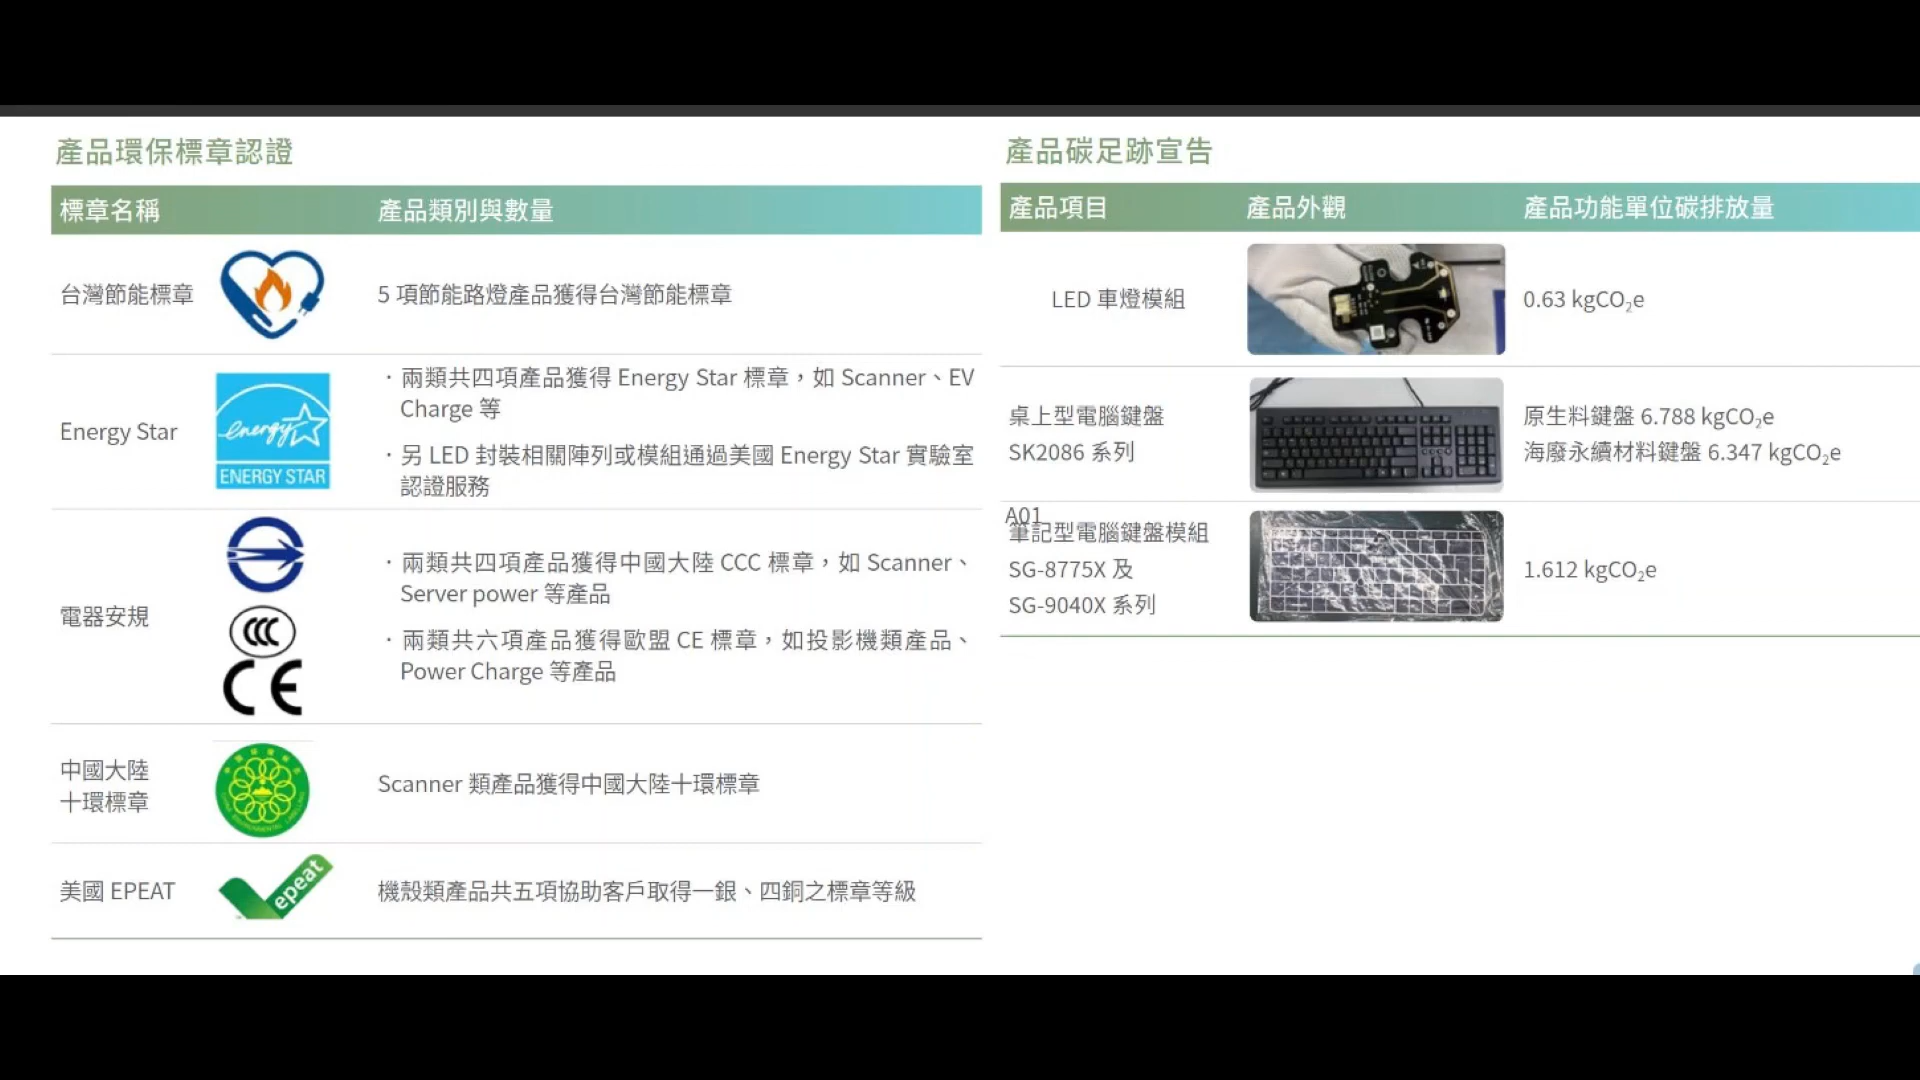 產品環保標章認證
標章名稱 產品類別與數量
台灣節能標章 5 項節能路燈產品獲得台灣節能標章
Energy Star
energy
ENERGY STAR
· 兩類共四項產品獲得 Energy Star 標章，如 Scanner、EV
Charge 等
· 另 LED 封裝相關陣列或模組通過美國 Energy Star 實驗室
認證服務
電器安規
CCC
CE
· 兩類共四項產品獲得中國大陸 CCC 標章，如 Scanner、
Server power 等產品
· 兩類共六項產品獲得歐盟 CE 標章，如投影機類產品、
Power Charge 等產品
中國大陸
十環標章
Scanner 類產品獲得中國大陸十環標章
美國 EPEAT
epeat
機殼類產品共五項協助客戶取得一銀、四銅之標章等級
產品碳足跡宣告
產品項目 產品外觀 產品功能單位碳排放量
LED 車燈模組 0.63 kgCO₂e
桌上型電腦鍵盤
SK2086 系列
原生料鍵盤 6.788 kgCO₂e
海廢永續材料鍵盤 6.347 kgCO₂e
A01
筆記型電腦鍵盤模組
SG-8775X 及
SG-9040X 系列
1.612 kgCO₂e